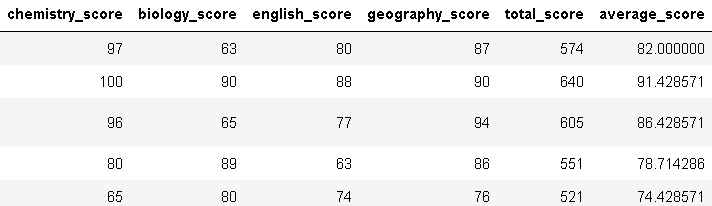 chemistry_score biology_score english_score geography_score total_score average_score
97 63 80 87 574 82.000000
100 90 88 90 640 91.428571
96 65 77 94 605 86.428571
80 89 63 86 551 78.714286
65 80 74 76 521 74.428571